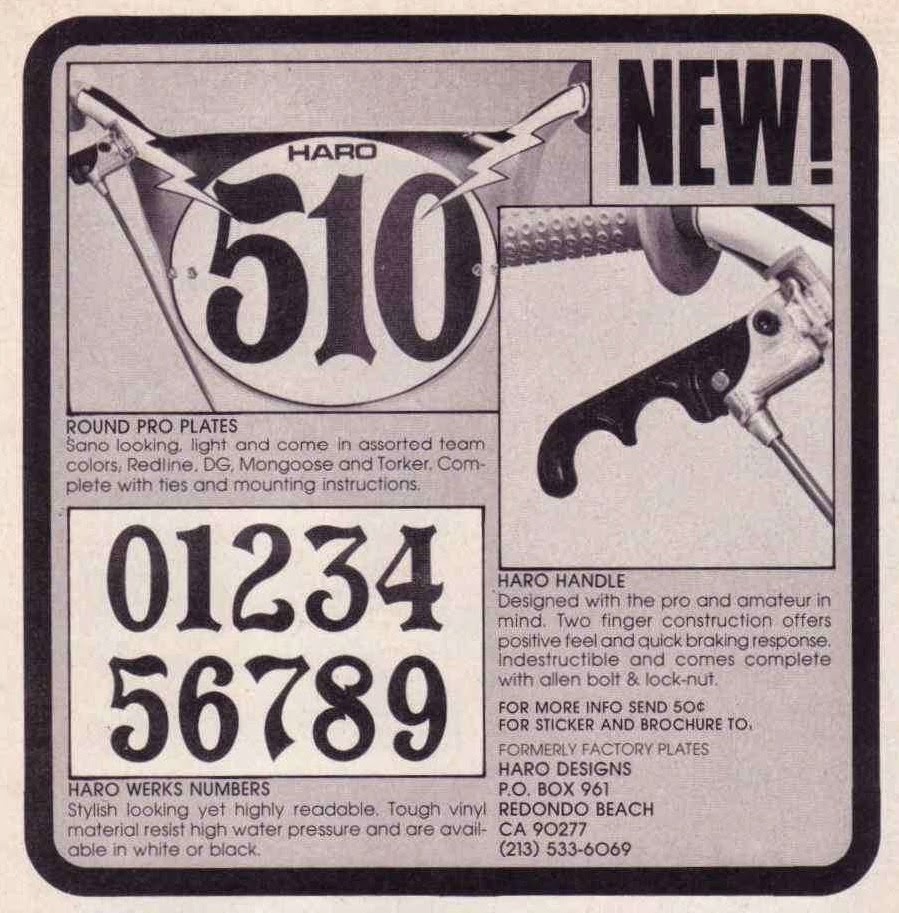 NEW!
HARO
510
ROUND PRO PLATES
Sano looking, light and come in assorted team
colors, Redline, DG, Mongoose and Torker. Com-
plete with ties and mounting instructions.
01234
56789
HARO WERKS NUMBERS
Stylish looking yet highly readable. Tough vinyl
material resist high water pressure and are avail-
able in white or black.
HARO HANDLE
Designed with the pro and amateur in
mind. Two finger construction offers
positive feel and quick braking response.
Indestructible and comes complete
with allen bolt & lock-nut.
FOR MORE INFO SEND 50¢
FOR STICKER AND BROCHURE TO,
FORMERLY FACTORY PLATES
HARO DESIGNS
P.O. BOX 961
REDONDO BEACH
CA 90277
(213) 533-6069